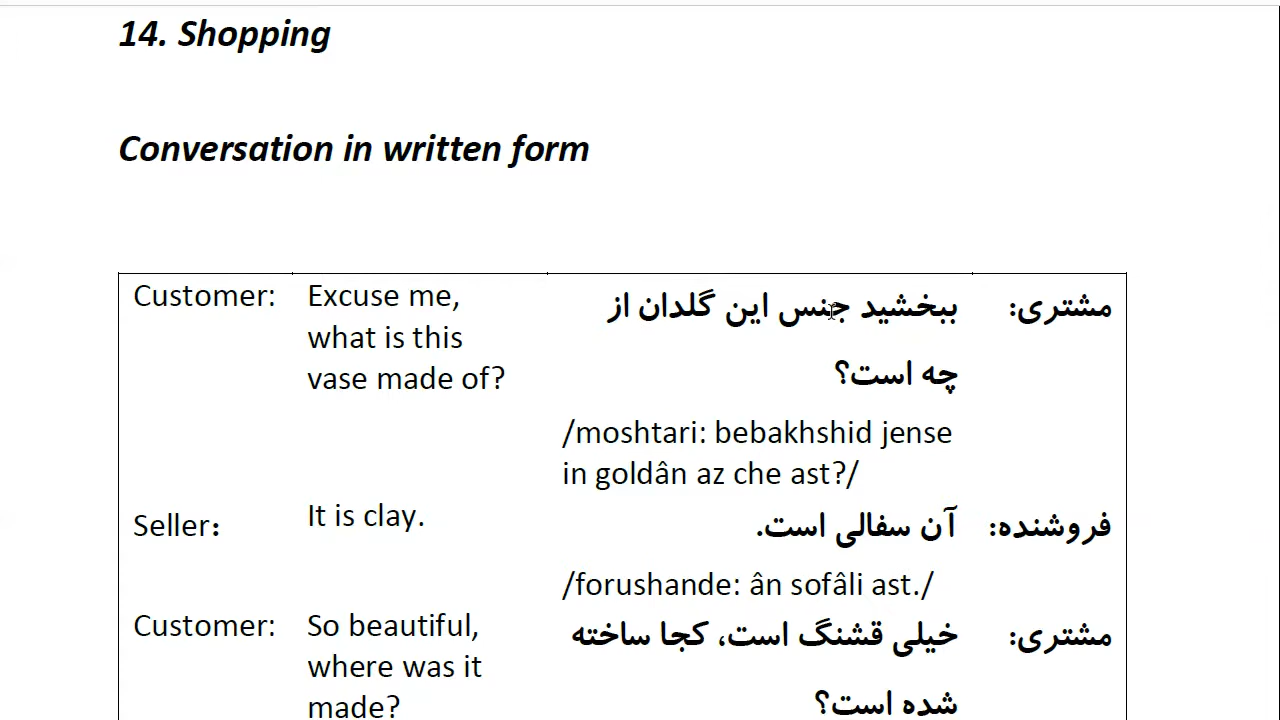 14. Shopping
Conversation in written form
Customer:
Excuse me,
what is this
vase made of?
مشتری:
ببخشید جنس این گلدان از
چه است؟
/moshtari: bebakhshid jense
in goldân az che ast?/
Seller:
It is clay.
فروشنده:
آن سفالی است.
/forushande: ân sofâli ast./
Customer:
So beautiful,
where was it
made?
مشتری:
خیلی قشنگ است، کجا ساخته
شده است؟